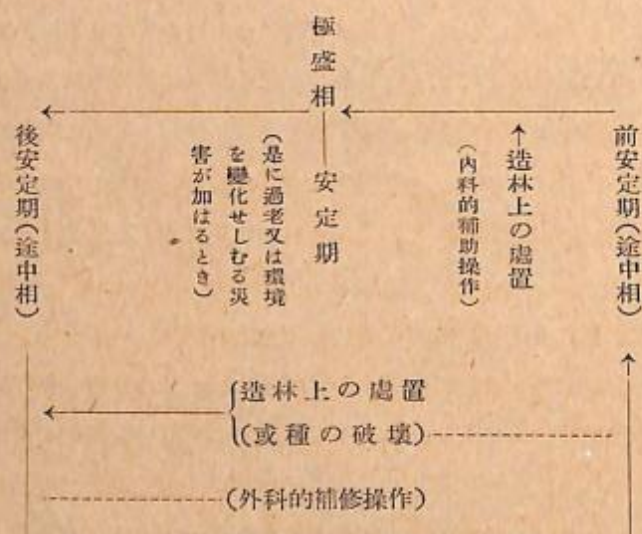 前安定期(途中相)
造林上の處置
(內科的補助操作)
極盛相
安定期
(是に過老又は環境
を變化せしむる災
害が加はるとき)
後安定期(途中相)
造林上の處置
(或種の破壞)
(外科的補修操作)